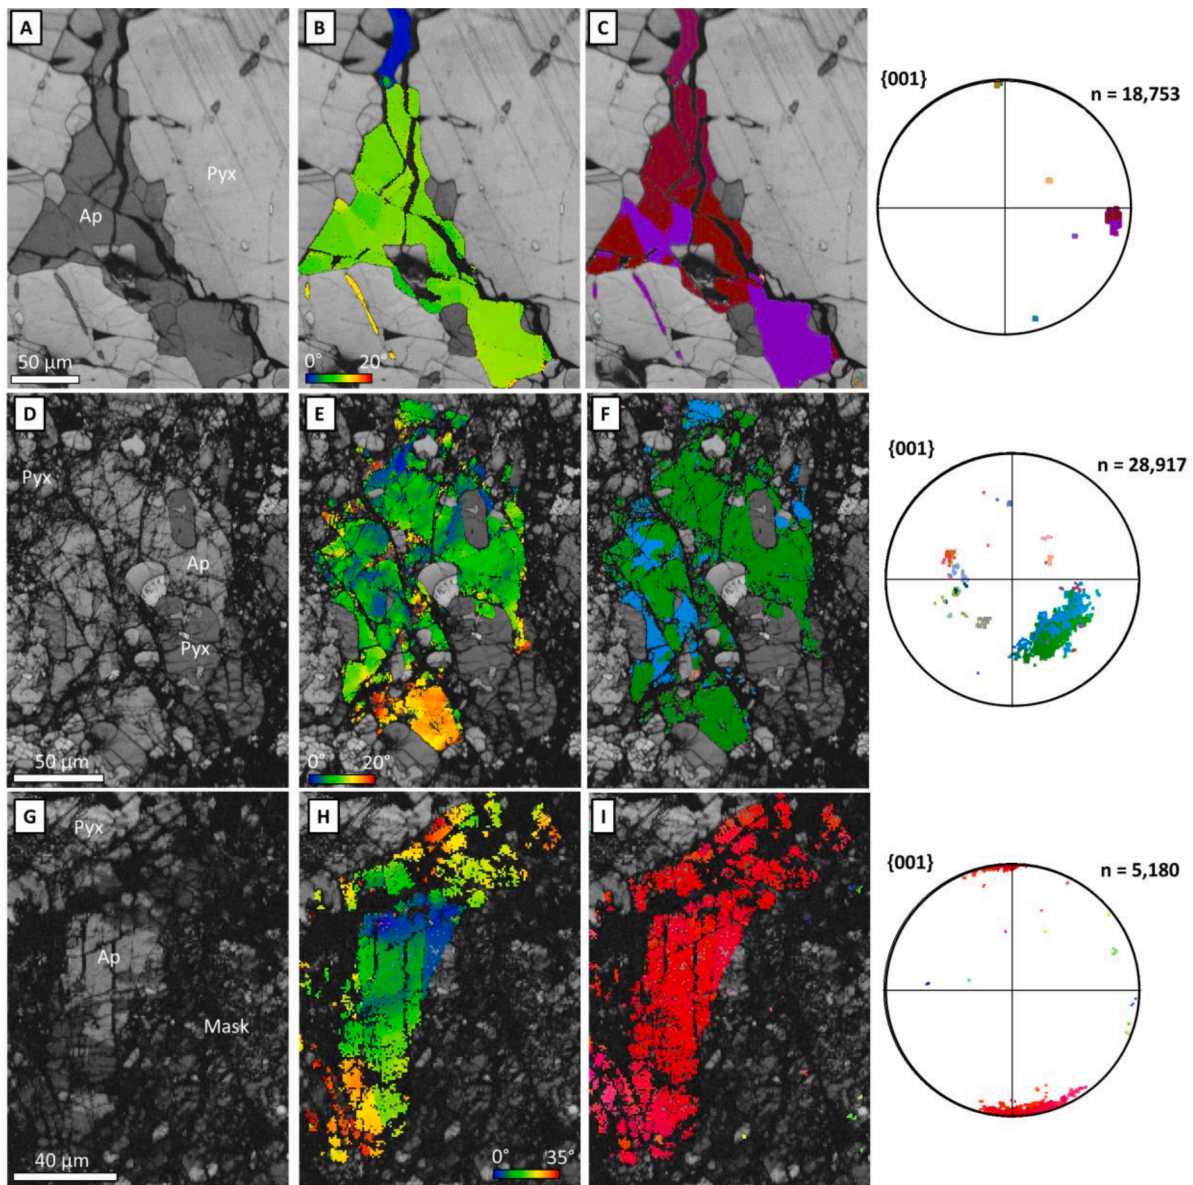 A
B
C
{001}
n = 18,753
Pyx
Ap
50 µm
0° 20°
D
E
F
{001}
n = 28,917
Pyx
Ap
Pyx
50 µm
0° 20°
G
H
I
Pyx
{001}
n = 5,180
Ap
Mask
40 µm
0° 35°